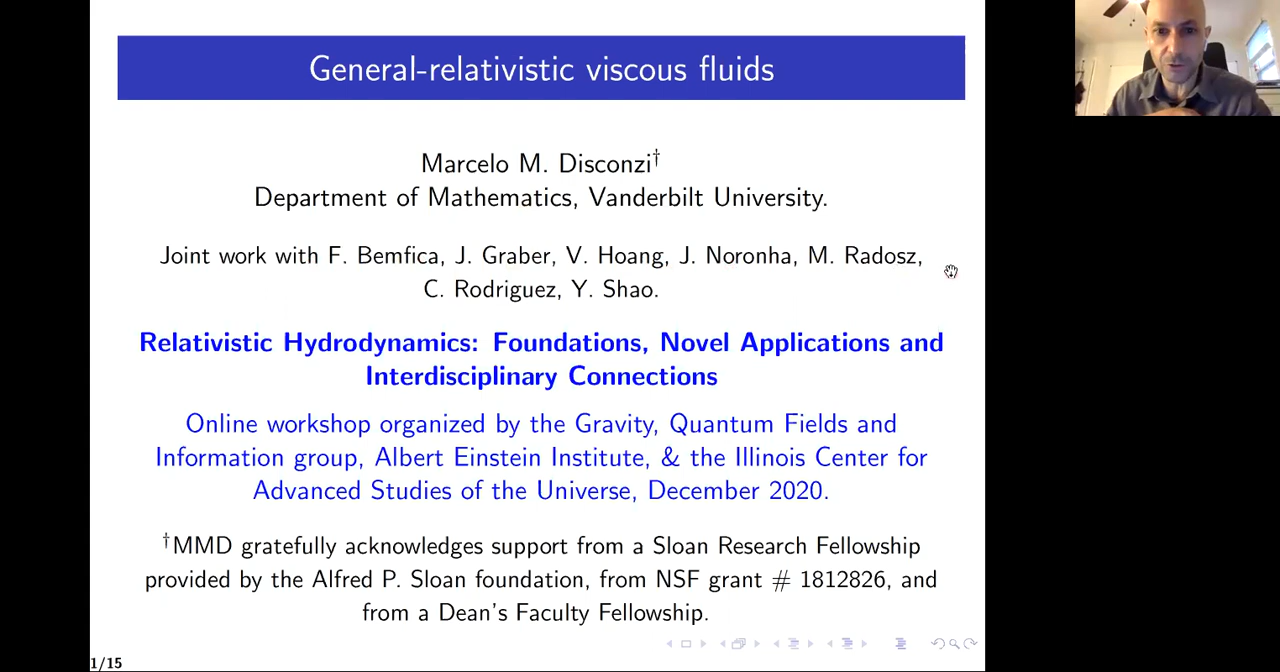 General-relativistic viscous fluids
Marcelo M. Disconzi†
Department of Mathematics, Vanderbilt University.
Joint work with F. Bemfica, J. Graber, V. Hoang, J. Noronha, M. Radosz,
C. Rodriguez, Y. Shao.
Relativistic Hydrodynamics: Foundations, Novel Applications and
Interdisciplinary Connections
Online workshop organized by the Gravity, Quantum Fields and
Information group, Albert Einstein Institute, & the Illinois Center for
Advanced Studies of the Universe, December 2020.
†MMD gratefully acknowledges support from a Sloan Research Fellowship
provided by the Alfred P. Sloan foundation, from NSF grant # 1812826, and
from a Dean's Faculty Fellowship.
1/15